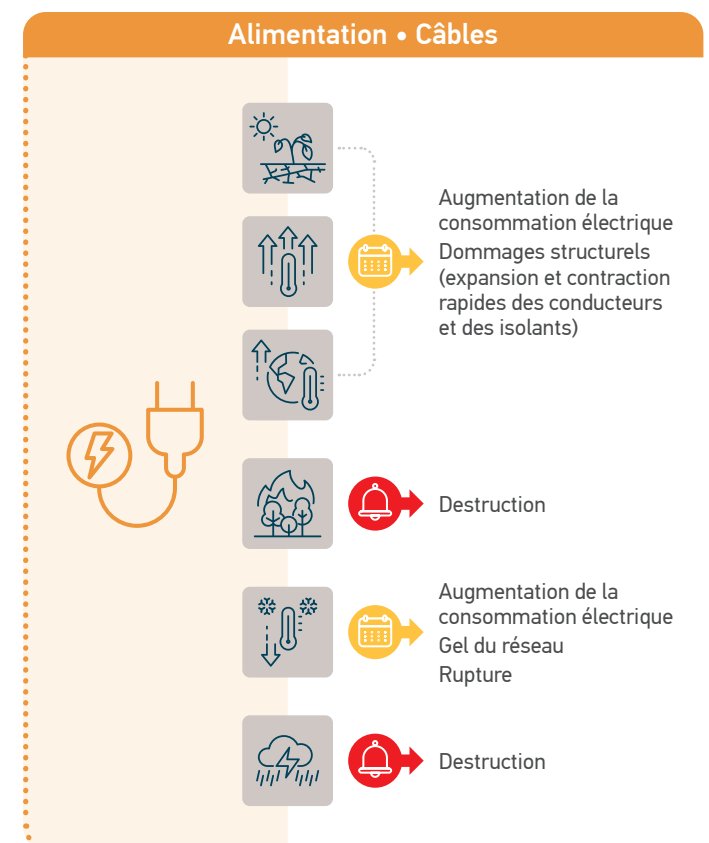 Alimentation • Câbles
Augmentation de la
consommation électrique
Dommages structurels
(expansion et contraction
rapides des conducteurs
et des isolants)
Destruction
Augmentation de la
consommation électrique
Gel du réseau
Rupture
Destruction